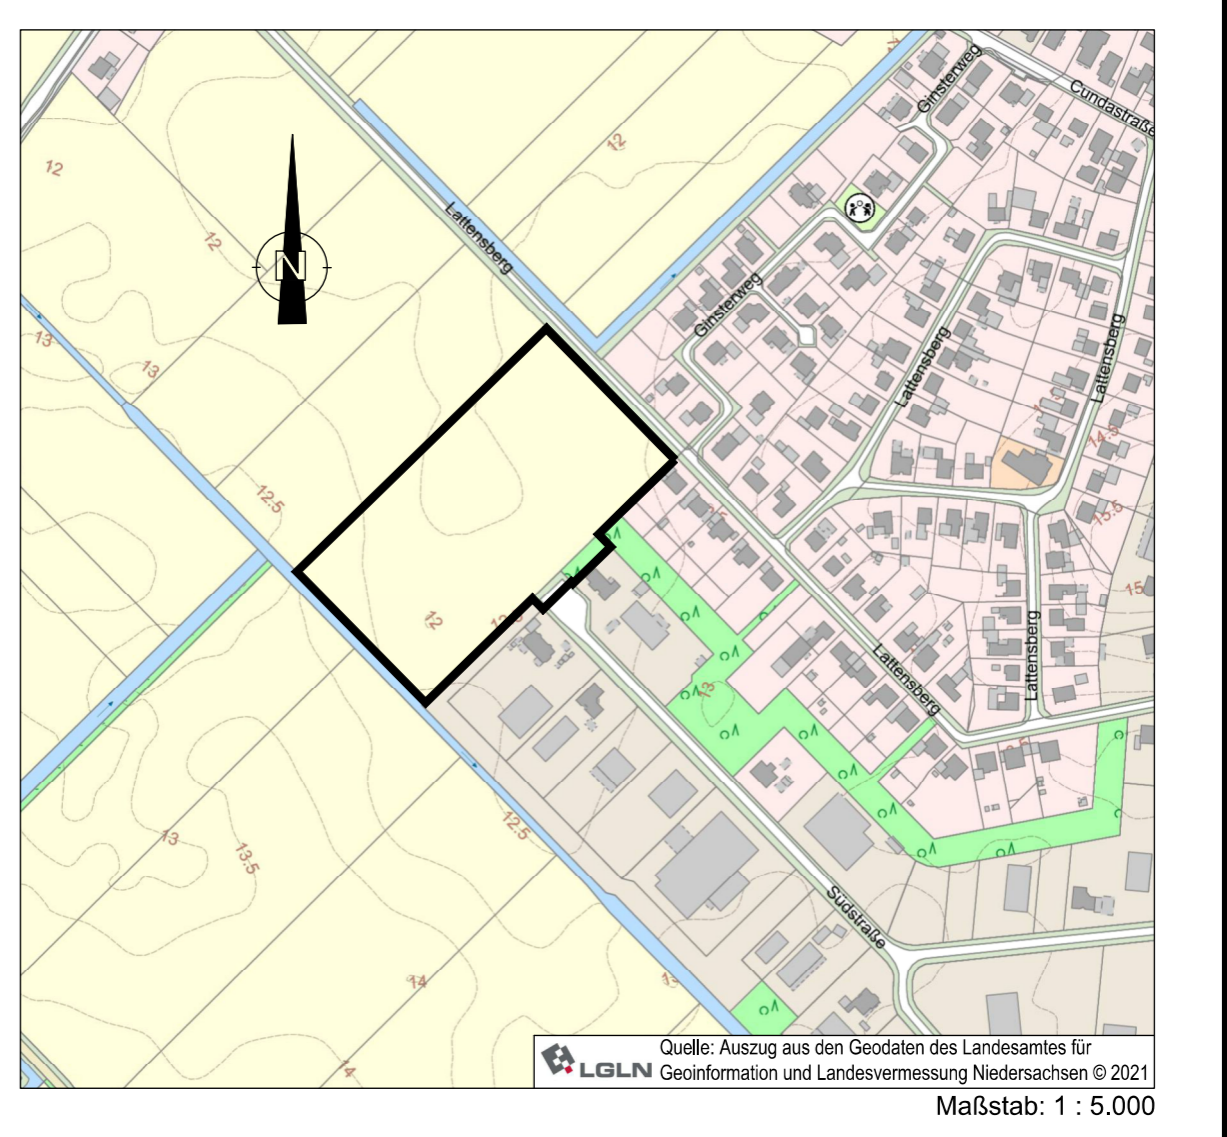 Ginsterweg
Cundastraße
12
12
12
Lattensberg
N
13
13
Ginsterweg
Lattensberg
Lattensberg
14.5
12.5
15.5
15
12
Lattensberg
Lattensberg
13
13
13.5
12.5
Südstraße
14
14
LGLN
Quelle: Auszug aus den Geodaten des Landesamtes für
Geoinformation und Landesvermessung Niedersachsen © 2021
Maßstab: 1 : 5.000